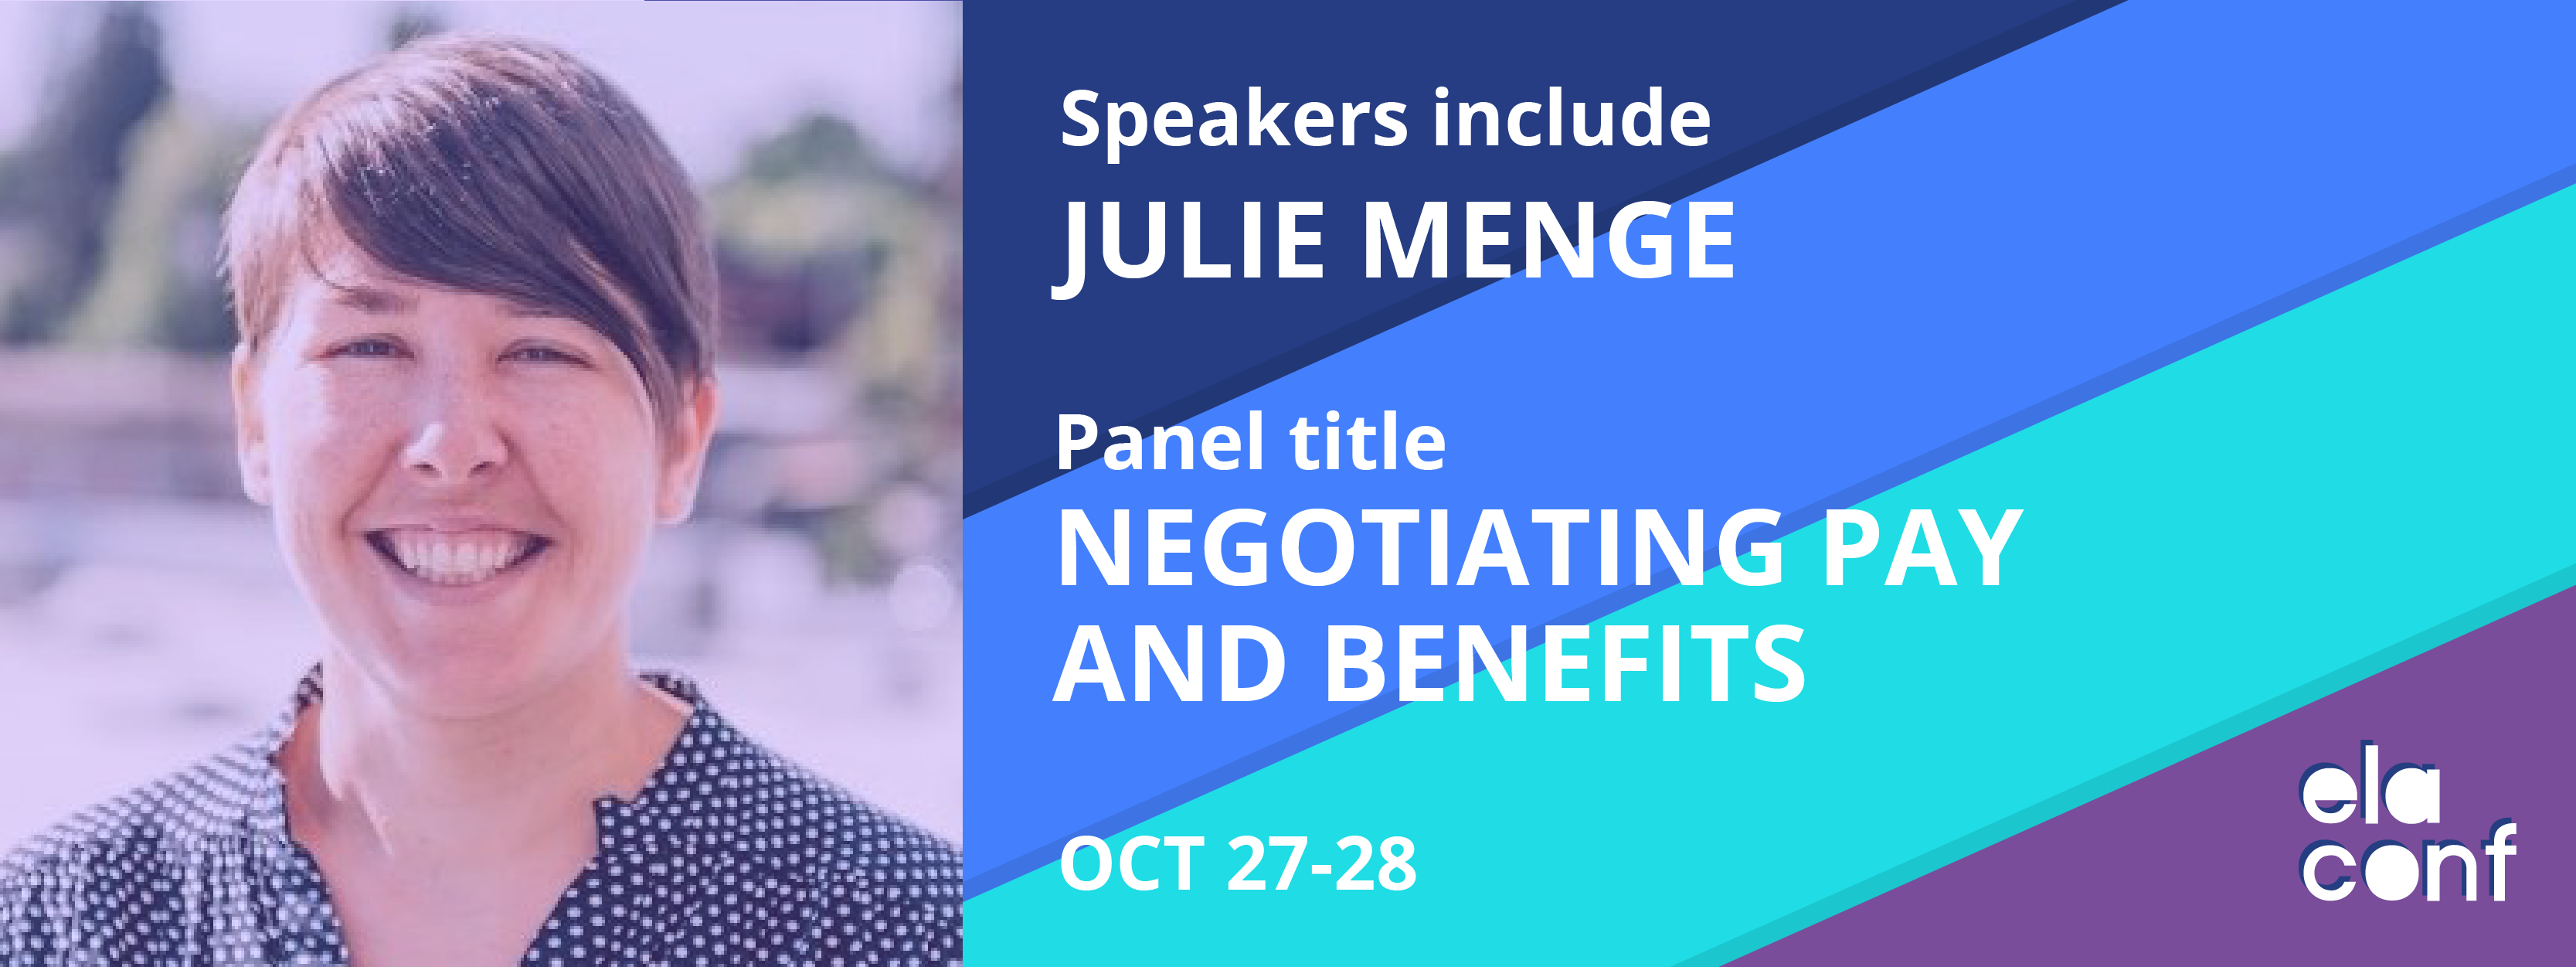 Speakers include
JULIE MENGE
Panel title
NEGOTIATING PAY
AND BENEFITS
OCT 27-28
ela
conf